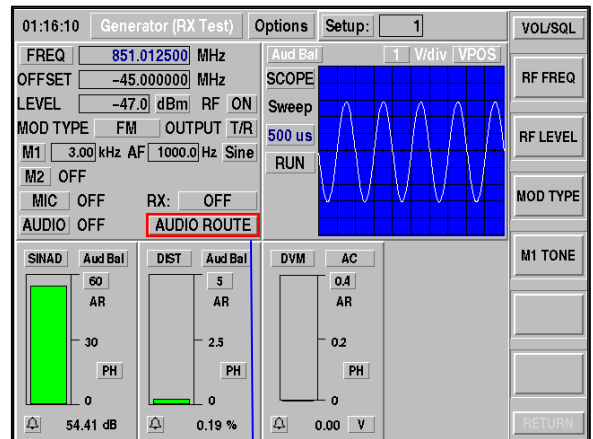 01:16:10 Generator (RX Test) Options Setup: 1
FREQ 851.012500 MHz
OFFSET -45.000000 MHz
LEVEL -47.0 dBm RF ON
MOD TYPE FM OUTPUT T/R
M1 3.00 kHz AF 1000.0 Hz Sine
M2 OFF
MIC OFF RX: OFF
AUDIO OFF AUDIO ROUTE
Aud Bal 1 V/div VPOS
SCOPE
Sweep
500 us
RUN
SINAD Aud Bal
60
AR
30
PH
0
54.41 dB
DIST Aud Bal
5
AR
2.5
PH
0
0.19 %
DVM AC
0.4
AR
0.2
PH
0
0.00 V
VOL/SQL
RF FREQ
RF LEVEL
MOD TYPE
M1 TONE
RETURN